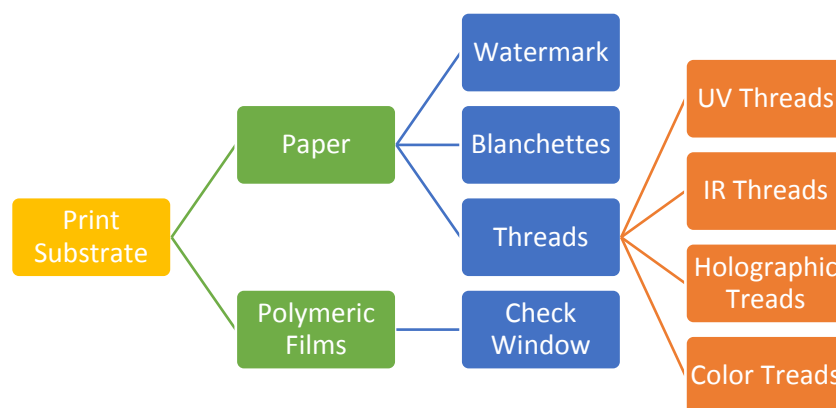 Print
Substrate
Paper
Polymeric
Films
Watermark
Blanchettes
Threads
Check
Window
UV Threads
IR Threads
Holographic
Treads
Color Treads